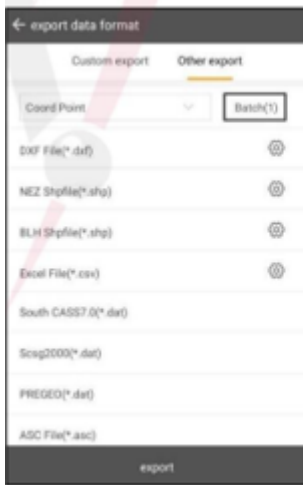 ← export data format
Custom export Other export
Coord Point Batch(1)
DXF File(*.dxf)
NEZ Shpfile(*.shp)
BLH Shpfile(*.shp)
Excel File(*.csv)
South CASS7.0(*.dat)
Scsg2000(*.dat)
PREGEO(*.dat)
ASC File(*.asc)
export